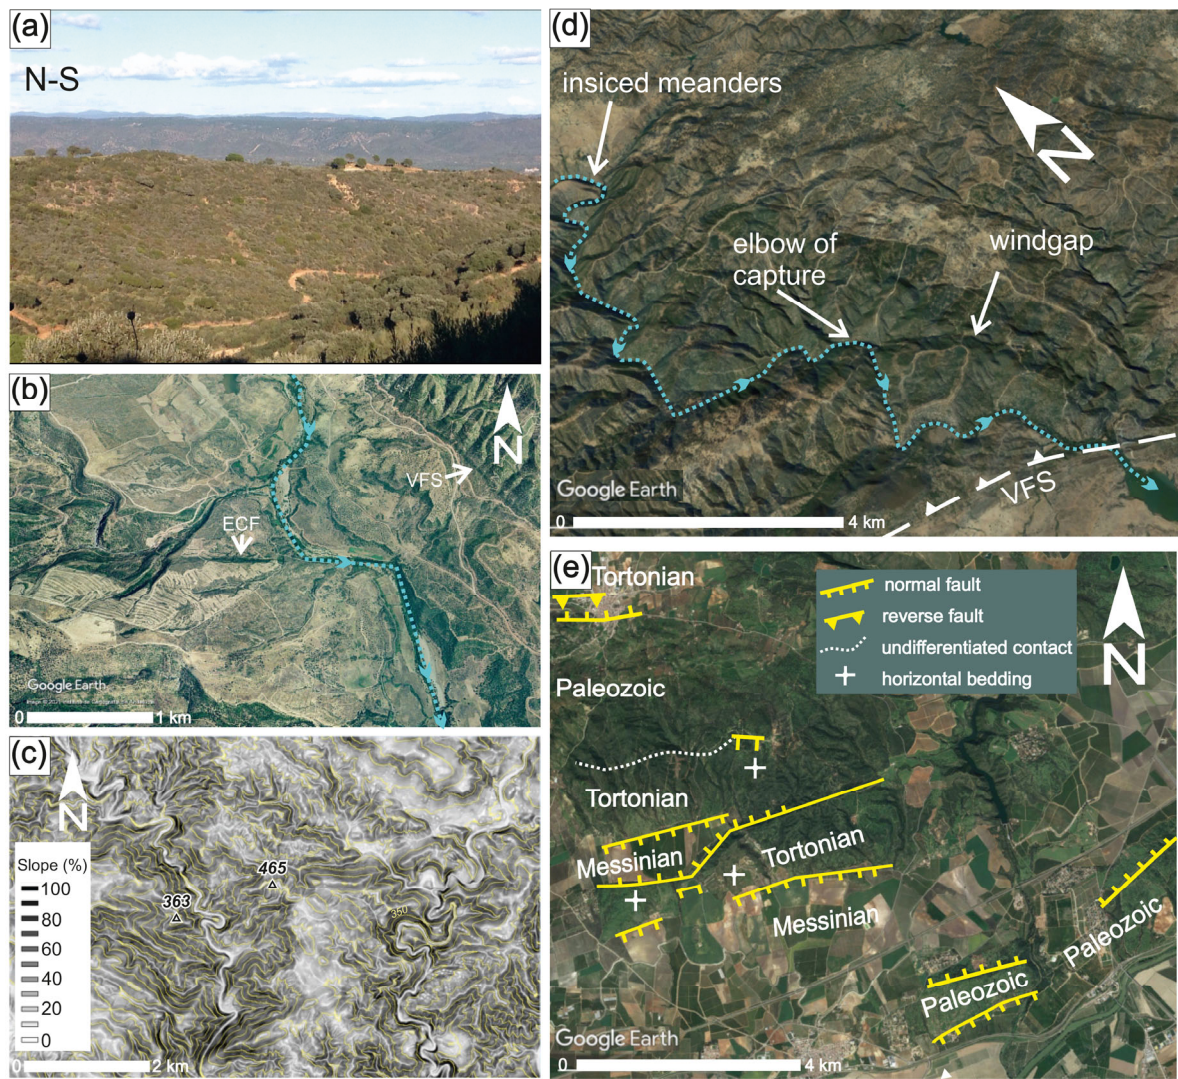 (a)
N-S
(b)
N
VFS
ECF
Google Earth
0 1 km
(c)
N
Slope (%)
100
80
60
40
20
0
465
363
350
0 2 km
(d)
insiced meanders
N
elbow of
capture
windgap
VFS
Google Earth
0 4 km
(e)
Tortonian
normal fault
reverse fault
undifferentiated contact
horizontal bedding
N
Paleozoic
Tortonian
Messinian
Tortonian
Messinian
Paleozoic
Paleozoic
Google Earth
0 4 km